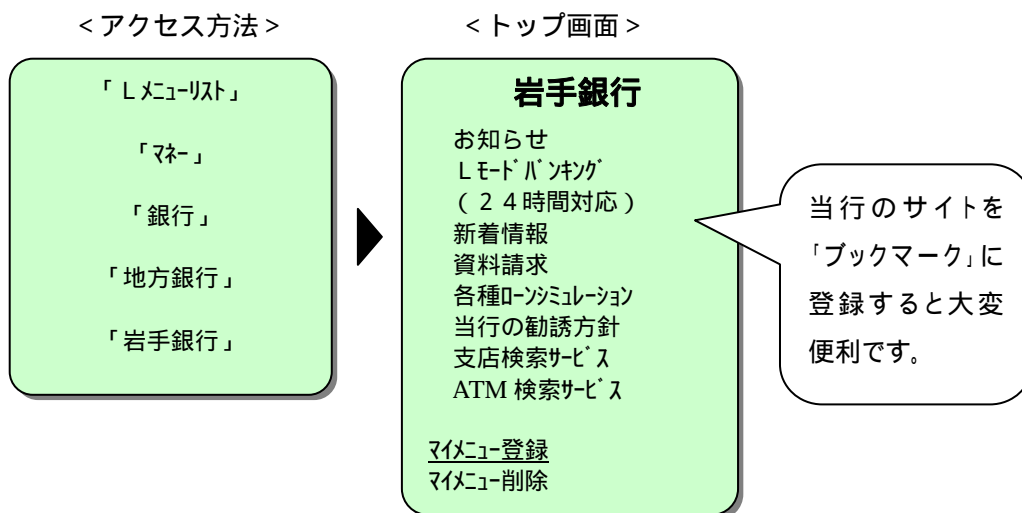 ＜アクセス方法＞
「Ｌﾒﾆｭｰﾘｽﾄ」
「ﾏﾈｰ」
「銀行」
「地方銀行」
「岩手銀行」
＜トップ画面＞
岩手銀行
お知らせ
Ｌﾓｰﾄﾞﾊﾞﾝｷﾝｸﾞ
（２４時間対応）
新着情報
資料請求
各種ﾛｰﾝｼﾐｭﾚｰｼｮﾝ
当行の勧誘方針
支店検索ｻｰﾋﾞｽ
ATM 検索ｻｰﾋﾞｽ
ﾏｲﾒﾆｭｰ登録
ﾏｲﾒﾆｭｰ削除
当行のサイトを
「ブックマーク」に
登録すると大変
便利です。